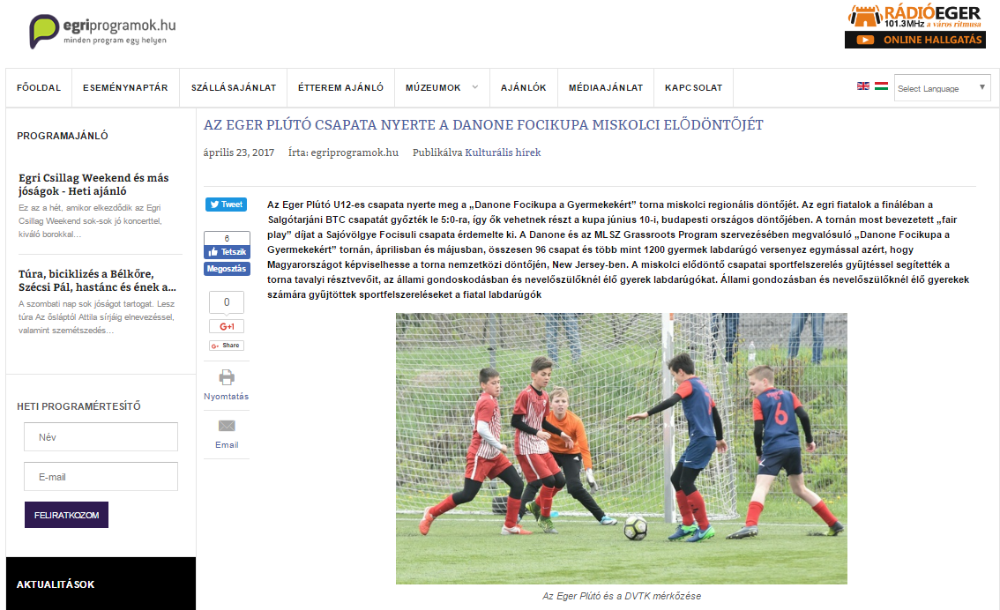 egriprogramok.hu
minden program egy helyen
RÁDIÓEGER
101.3MHz a város ritmusa
ONLINE HALLGATÁS
FŐOLDAL
ESEMÉNYNAPTÁR
SZÁLLÁSAJÁNLAT
ÉTTEREM AJÁNLÓ
MÚZEUMOK
AJÁNLÓK
MÉDIAAJÁNLAT
KAPCSOLAT
Select Language
PROGRAMAJÁNLÓ
Egri Csillag Weekend és más
jóságok - Heti ajánló
Ez az a hét, amikor elkezdődik az Egri
Csillag Weekend sok-sok jó koncerttel,
kiváló borokkal…
Túra, biciklizés a Bélkőre,
Szécsi Pál, hastánc és ének a...
A szombati nap sok jóságot tartogat. Lesz
túra Az ősláptól Attila sírjáig elnevezéssel,
valamint szemétszedés…
HETI PROGRAMÉRTESÍTŐ
Név
E-mail
FELIRATKOZOM
AKTUALITÁSOK
AZ EGER PLÚTÓ CSAPATA NYERTE A DANONE FOCIKUPA MISKOLCI ELŐDÖNTŐJÉT
április 23, 2017 Írta: egriprogramok.hu Publikálva Kulturális hírek
Tweet
6
Tetszik
Megosztás
0
G+1
G+ Share
Nyomtatás
Email
Az Eger Plútó U12-es csapata nyerte meg a „Danone Focikupa a Gyermekekért” torna miskolci regionális döntőjét. Az egri fiatalok a fináléban a
Salgótarjáni BTC csapatát győzték le 5:0-ra, így ők vehetnek részt a kupa június 10-i, budapesti országos döntőjében. A tornán most bevezetett „fair
play” díjat a Sajóvölgye Focisuli csapata érdemelte ki. A Danone és az MLSZ Grassroots Program szervezésében megvalósuló „Danone Focikupa a
Gyermekekért” tornán, áprilisban és májusban, összesen 96 csapat és több mint 1200 gyermek labdarúgó versenyez egymással azért, hogy
Magyarországot képviselhesse a torna nemzetközi döntőjén, New Jersey-ben. A miskolci elődöntő csapatai sportfelszerelés gyűjtéssel segítették a
torna tavalyi résztvevőit, az állami gondoskodásban és nevelőszülőknél élő gyerek labdarúgókat. Állami gondozásban és nevelőszülőknél élő gyerekek
számára gyűjtöttek sportfelszereléseket a fiatal labdarúgók
6
Az Eger Plútó és a DVTK mérkőzése